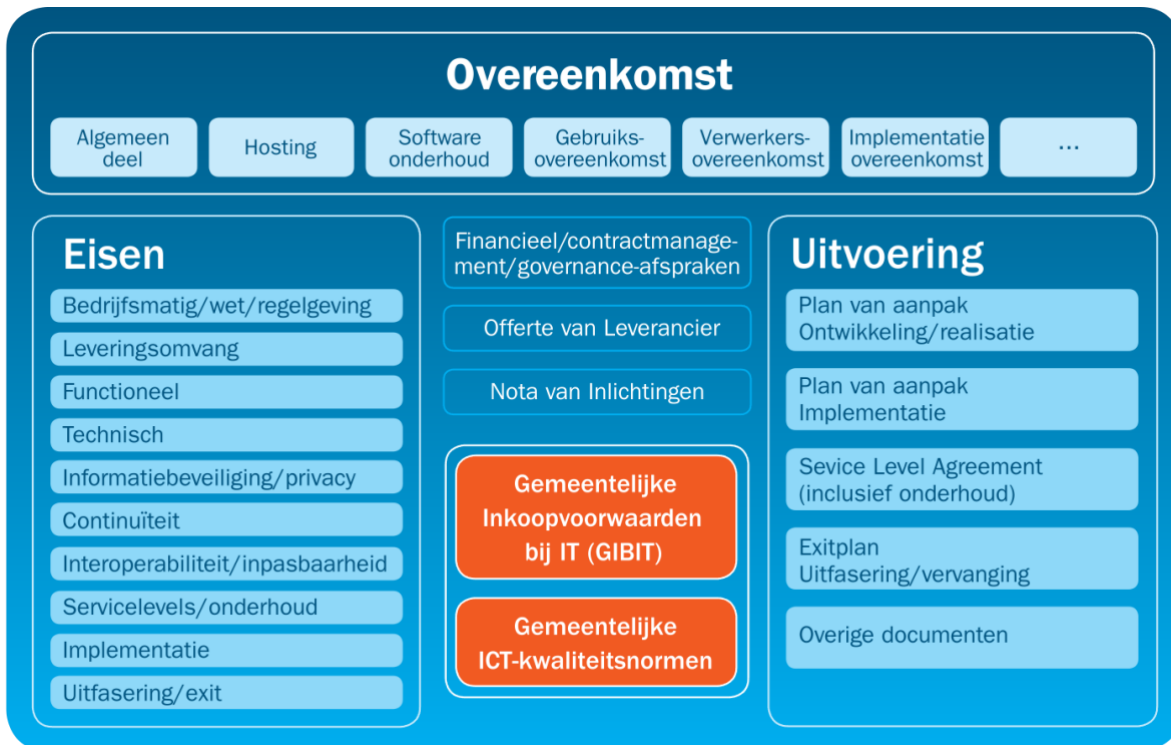 Overeenkomst
Algemeen
deel
Hosting
Software
onderhoud
Gebruiks-
overeenkomst
Verwerkers-
overeenkomst
Implementatie
overeenkomst
...
Eisen
Bedrijfsmatig/wet/regelgeving
Leveringsomvang
Functioneel
Technisch
Informatiebeveiliging/privacy
Continuïteit
Interoperabiliteit/inpasbaarheid
Servicelevels/onderhoud
Implementatie
Uitfasering/exit
Financieel/contractmanage-
ment/governance-afspraken
Offerte van Leverancier
Nota van Inlichtingen
Gemeentelijke
Inkoopvoorwaarden
bij IT (GIBIT)
Gemeentelijke
ICT-kwaliteitsnormen
Uitvoering
Plan van aanpak
Ontwikkeling/realisatie
Plan van aanpak
Implementatie
Sevice Level Agreement
(inclusief onderhoud)
Exitplan
Uitfasering/vervanging
Overige documenten